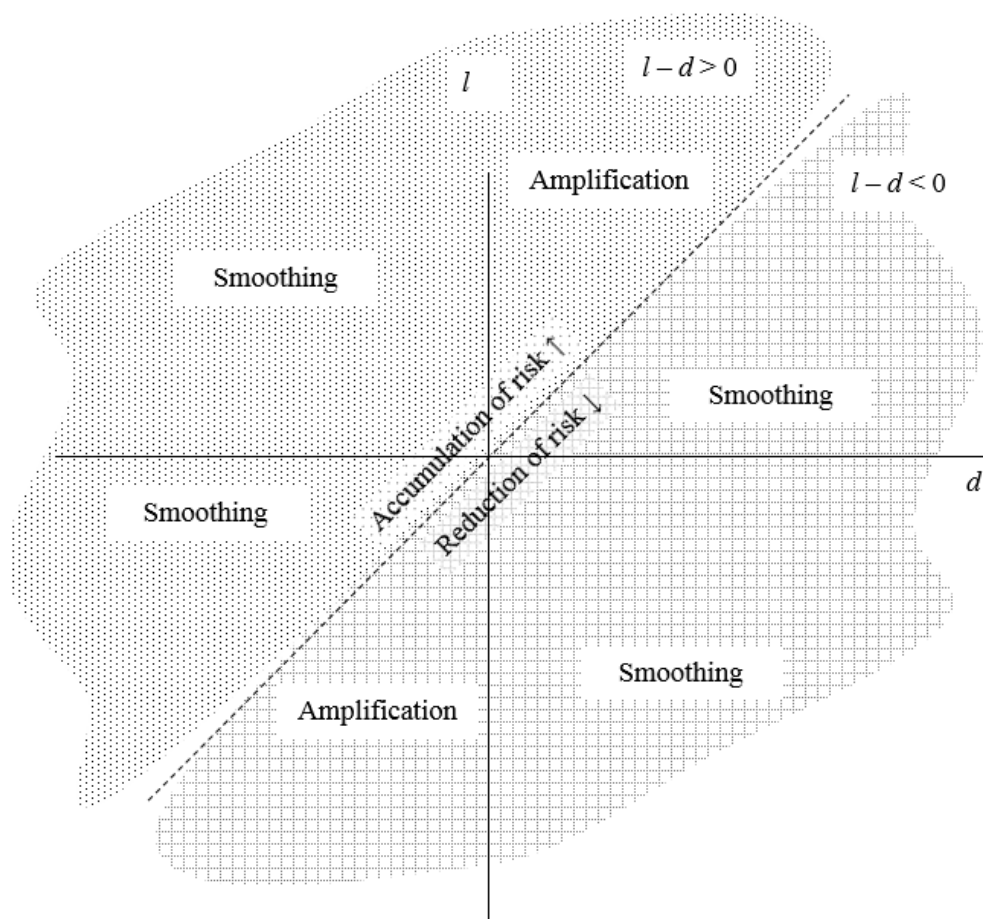 l
l – d > 0
Amplification
l – d < 0
Smoothing
Accumulation of risk ↑
Smoothing
Reduction of risk ↓
d
Smoothing
Smoothing
Amplification